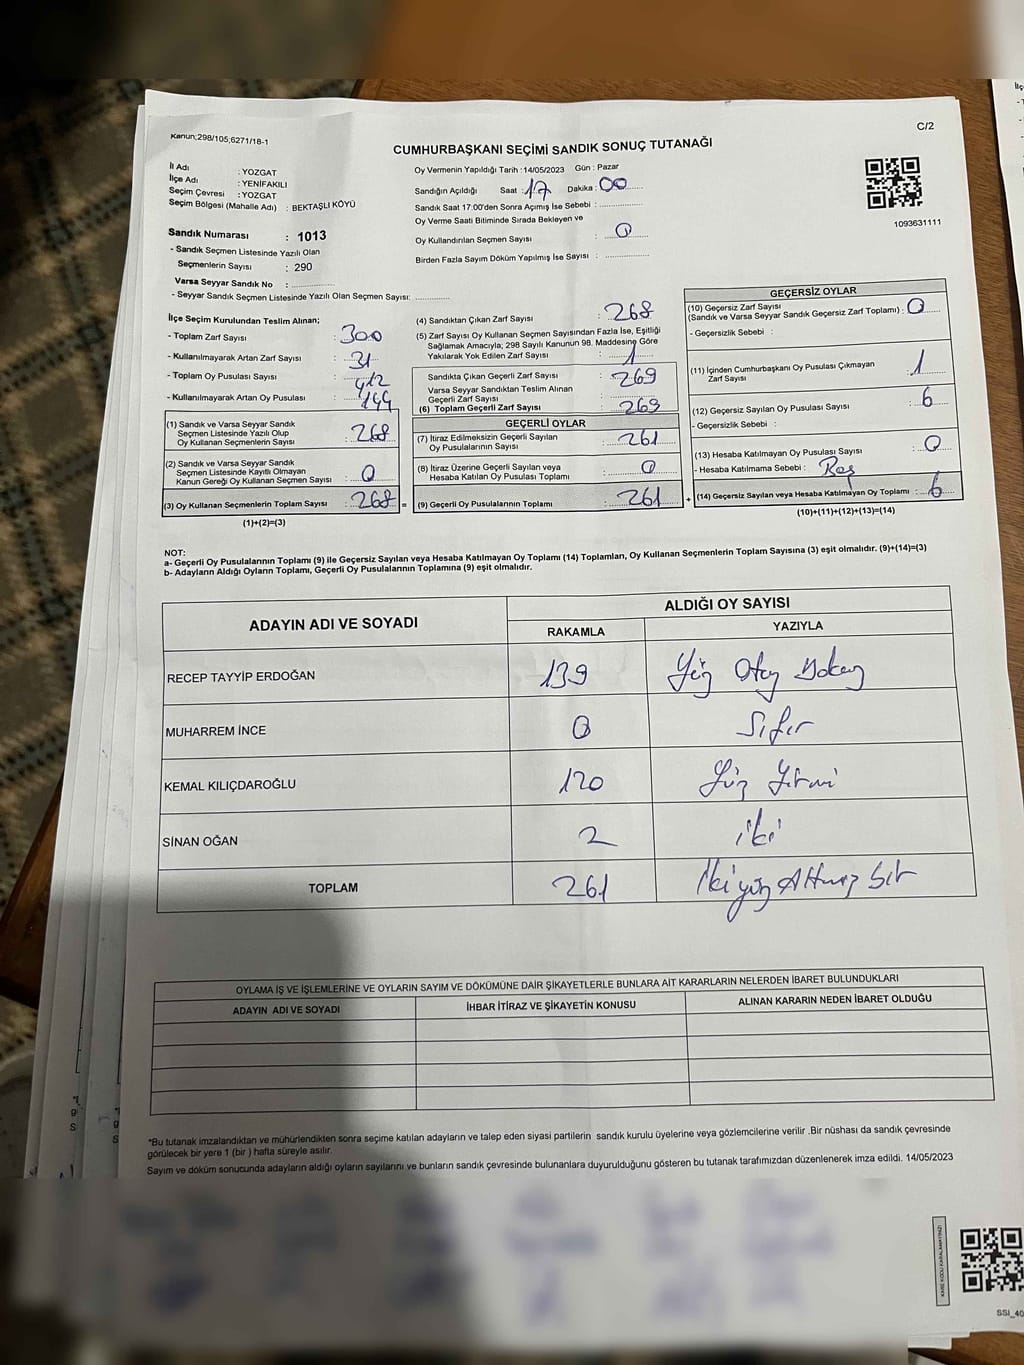 Kanun;298/105;6271/18-1
C/2
CUMHURBAŞKANI SEÇİMİ SANDIK SONUÇ TUTANAĞI
İl Adı : YOZGAT
İlçe Adı : YENİFAKILI
Seçim Çevresi : YOZGAT
Seçim Bölgesi (Mahalle Adı) : BEKTAŞLI KÖYÜ
Sandık Numarası : 1013
- Sandık Seçmen Listesinde Yazılı Olan
Seçmenlerin Sayısı : 290
Varsa Seyyar Sandık No :
- Seyyar Sandık Seçmen Listesinde Yazılı Olan Seçmen Sayısı:
Oy Vermenin Yapıldığı Tarih :14/05/2023 Gün : Pazar
Sandığın Açıldığı Saat : 17 Dakika : 00
Sandık Saat 17:00'den Sonra Açımış İse Sebebi :
Oy Verme Saati Bitiminde Sırada Bekleyen ve
Oy Kullandırılan Seçmen Sayısı : 0
Birden Fazla Sayım Döküm Yapılmış İse Sayısı :
1093631111
İlçe Seçim Kurulundan Teslim Alınan;
- Toplam Zarf Sayısı : 300
- Kullanılmayarak Artan Zarf Sayısı : 31
- Toplam Oy Pusulası Sayısı : 412
- Kullanılmayarak Artan Oy Pusulası : 144
(1) Sandık ve Varsa Seyyar Sandık
Seçmen Listesinde Yazılı Olup
Oy Kullanan Seçmenlerin Sayısı : 268
(2) Sandık ve Varsa Seyyar Sandık
Seçmen Listesinde Kayıtlı Olmayan
Kanun Gereği Oy Kullanan Seçmen Sayısı : 0
(3) Oy Kullanan Seçmenlerin Toplam Sayısı : 268 =
(1)+(2)=(3)
(4) Sandıktan Çıkan Zarf Sayısı : 268
(5) Zarf Sayısı Oy Kullanan Seçmen Sayısından Fazla İse, Eşitliği
Sağlamak Amacıyla; 298 Sayılı Kanunun 98. Maddesine Göre
Yakılarak Yok Edilen Zarf Sayısı : 1
Sandıkta Çıkan Geçerli Zarf Sayısı : 269
Varsa Seyyar Sandıktan Teslim Alınan
Geçerli Zarf Sayısı :
(6) Toplam Geçerli Zarf Sayısı : 269
GEÇERLİ OYLAR
(7) İtiraz Edilmeksizin Geçerli Sayılan
Oy Pusulalarının Sayısı : 261
(8) İtiraz Üzerine Geçerli Sayılan veya
Hesaba Katılan Oy Pusulası Toplamı : 0
(9) Geçerli Oy Pusulalarının Toplamı : 261 +
GEÇERSİZ OYLAR
(10) Geçersiz Zarf Sayısı
(Sandık ve Varsa Seyyar Sandık Geçersiz Zarf Toplamı) : 0
- Geçersizlik Sebebi :
(11) İçinden Cumhurbaşkanı Oy Pusulası Çıkmayan
Zarf Sayısı : 1
(12) Geçersiz Sayılan Oy Pusulası Sayısı : 6
- Geçersizlik Sebebi :
(13) Hesaba Katılmayan Oy Pusulası Sayısı : 0
- Hesaba Katılmama Sebebi : Boş
(14) Geçersiz Sayılan veya Hesaba Katılmayan Oy Toplamı : 6
(10)+(11)+(12)+(13)=(14)
NOT:
a- Geçerli Oy Pusulalarının Toplamı (9) ile Geçersiz Sayılan veya Hesaba Katılmayan Oy Toplamı (14) Toplamları, Oy Kullanan Seçmenlerin Toplam Sayısına (3) eşit olmalıdır. (9)+(14)=(3)
b- Adayların Aldığı Oyların Toplamı, Geçerli Oy Pusulalarının Toplamına (9) eşit olmalıdır.
ADAYIN ADI VE SOYADI
ALDIĞI OY SAYISI
RAKAMLA YAZIYLA
RECEP TAYYİP ERDOĞAN 139 Yüz Otuz Dokuz
MUHARREM İNCE 0 Sıfır
KEMAL KILIÇDAROĞLU 120 Yüz Yirmi
SİNAN OĞAN 2 iki
TOPLAM 261 İkiyüz Altmış bir
OYLAMA İŞ VE İŞLEMLERİNE VE OYLARIN SAYIM VE DÖKÜMÜNE DAİR ŞİKAYETLERLE BUNLARA AİT KARARLARIN NELERDEN İBARET BULUNDUKLARI
ADAYIN ADI VE SOYADI İHBAR İTİRAZ VE ŞİKAYETİN KONUSU ALINAN KARARIN NEDEN İBARET OLDUĞU
*Bu tutanak imzalandıktan ve mühürlendikten sonra seçime katılan adayların ve talep eden siyasi partilerin sandık kurulu üyelerine veya gözlemcilerine verilir .Bir nüshası da sandık çevresinde
görülecek bir yere 1 (bir ) hafta süreyle asılır.
Sayım ve döküm sonucunda adayların aldığı oyların sayılarını ve bunların sandık çevresinde bulunanlara duyurulduğunu gösteren bu tutanak tarafımızdan düzenlenerek imza edildi. 14/05/2023
SSI_40